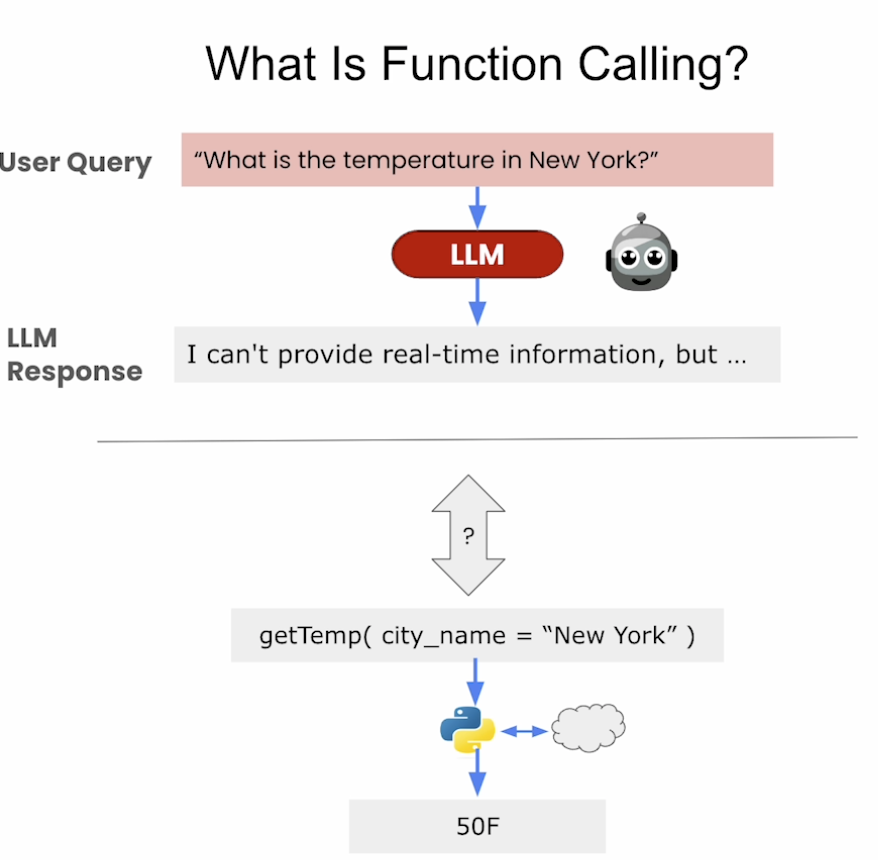 What Is Function Calling?
User Query
“What is the temperature in New York?”
LLM
LLM
Response
I can't provide real-time information, but ...
?
getTemp( city_name = “New York” )
50F